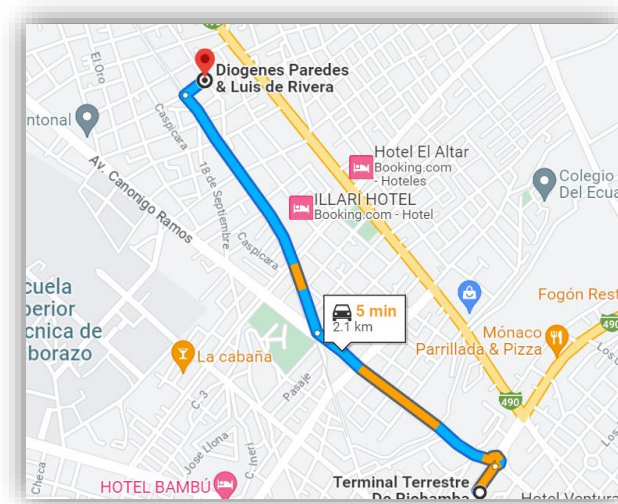 Diogenes Paredes
& Luis de Rivera
El Oro
ntonal
Caspicara
18 de Septiembre
Av. Canonigo Ramos
Caspicara
Hotel El Altar
Booking.com
- Hoteles
ILLARI HOTEL
Booking.com - Hotel
Colegio
Del Ecua
cuela
perior
cnica de
borazo
5 min
2.1 km
Fogón Rest
490
Mónaco
Parrillada & Pizza
La cabaña
Pasaje
C. 3
490
Jose Llona
C. Ineri
Checa
HOTEL BAMBÚ
Terminal Terrestre
De Riobamba
Hotel Ventura
Los